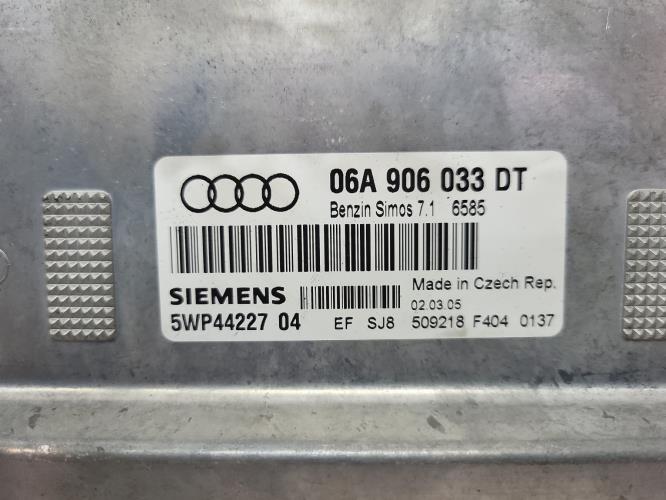 06A 906 033 DT
Benzin Simos 7.1 6585
Made in Czech Rep.
SIEMENS
02.03.05
5WP44227 04 EF SJ8 509218 F404 0137